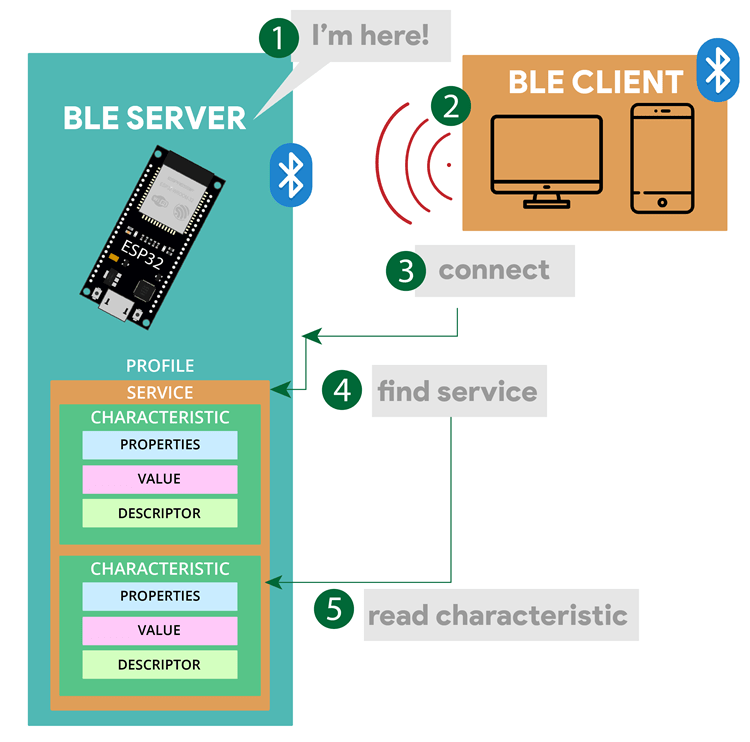 1
I'm here!
BLE SERVER
ESP32
2
BLE CLIENT
3
connect
4
find service
5
read characteristic
PROFILE
SERVICE
CHARACTERISTIC
PROPERTIES
VALUE
DESCRIPTOR
CHARACTERISTIC
PROPERTIES
VALUE
DESCRIPTOR